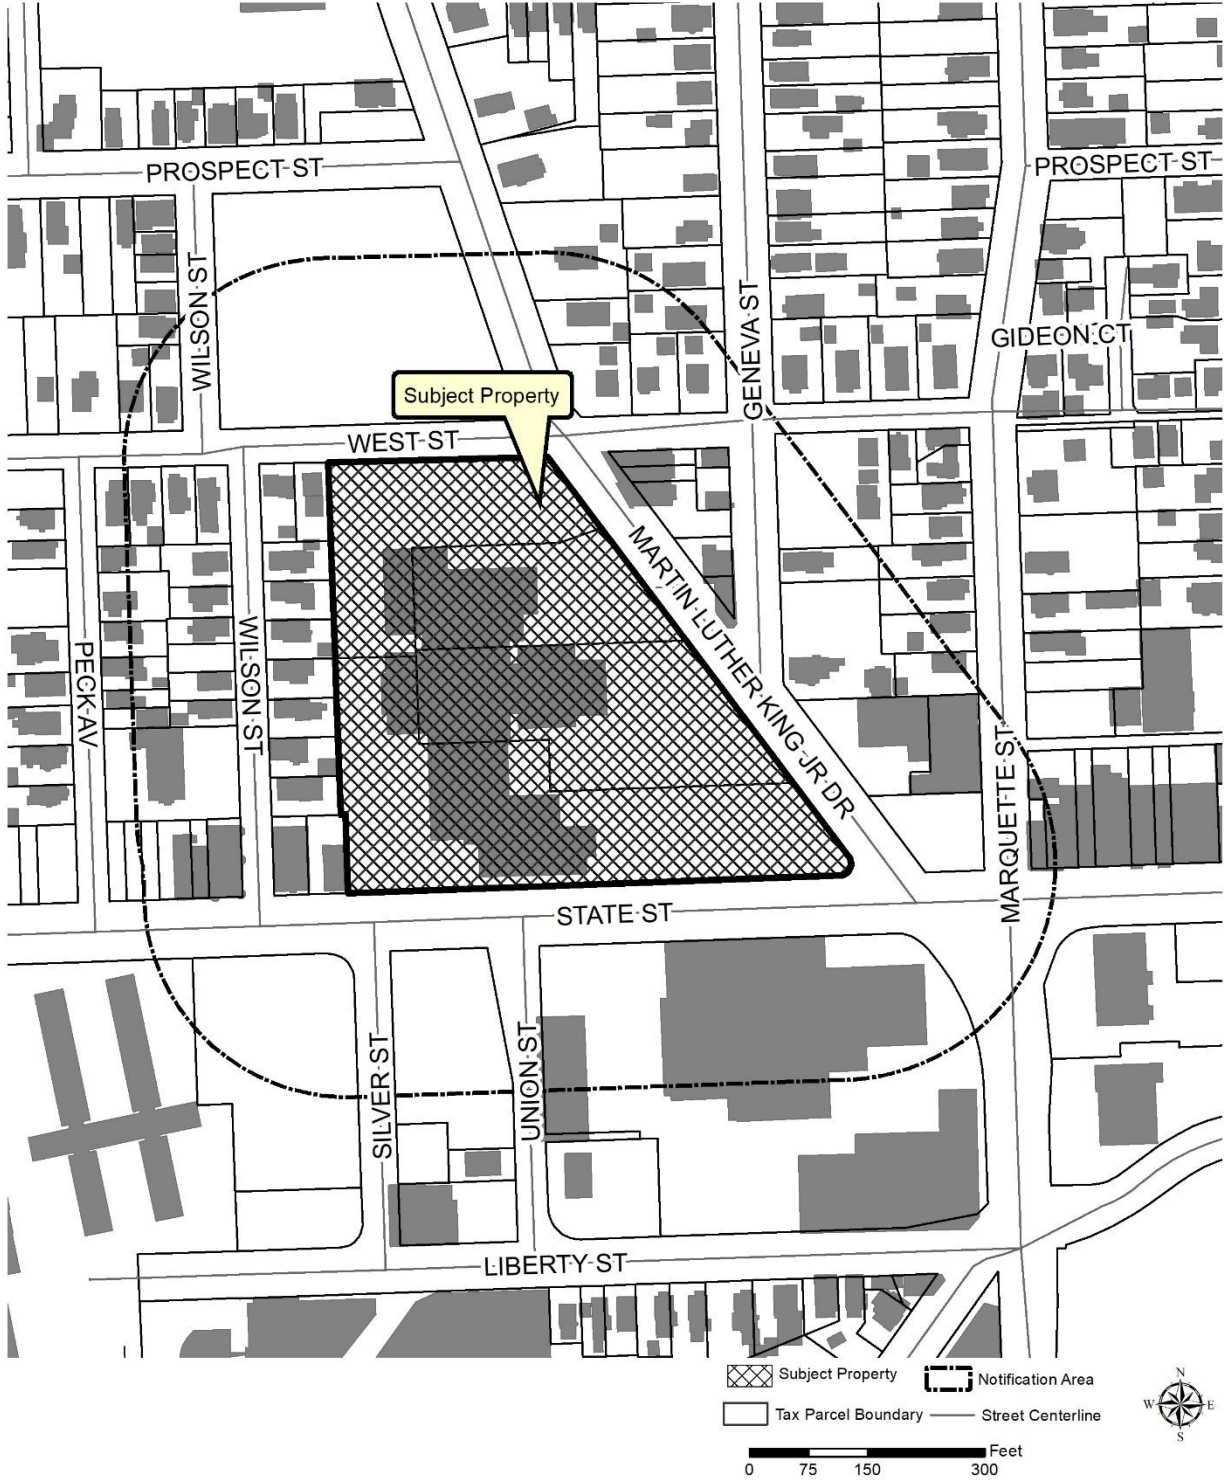 PROSPECT ST
PROSPECT ST
WILSON ST
GENEVA ST
GIDEON CT
Subject Property
WEST ST
MARTIN LUTHER KING JR DR
PECK AV
WILSON ST
MARQUETTE ST
STATE ST
SILVER ST
UNION ST
LIBERTY ST
Subject Property
Notification Area
Tax Parcel Boundary
Street Centerline
N
W E
S
Feet
0 75 150 300